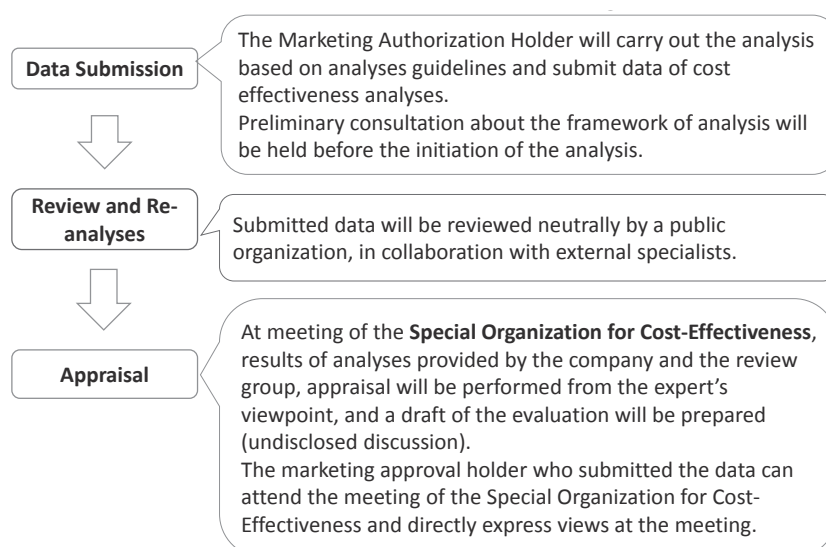 Data Submission
The Marketing Authorization Holder will carry out the analysis
based on analyses guidelines and submit data of cost
effectiveness analyses.
Preliminary consultation about the framework of analysis will
be held before the initiation of the analysis.
Review and Re-
analyses
Submitted data will be reviewed neutrally by a public
organization, in collaboration with external specialists.
Appraisal
At meeting of the Special Organization for Cost-Effectiveness,
results of analyses provided by the company and the review
group, appraisal will be performed from the expert's
viewpoint, and a draft of the evaluation will be prepared
(undisclosed discussion).
The marketing approval holder who submitted the data can
attend the meeting of the Special Organization for Cost-
Effectiveness and directly express views at the meeting.